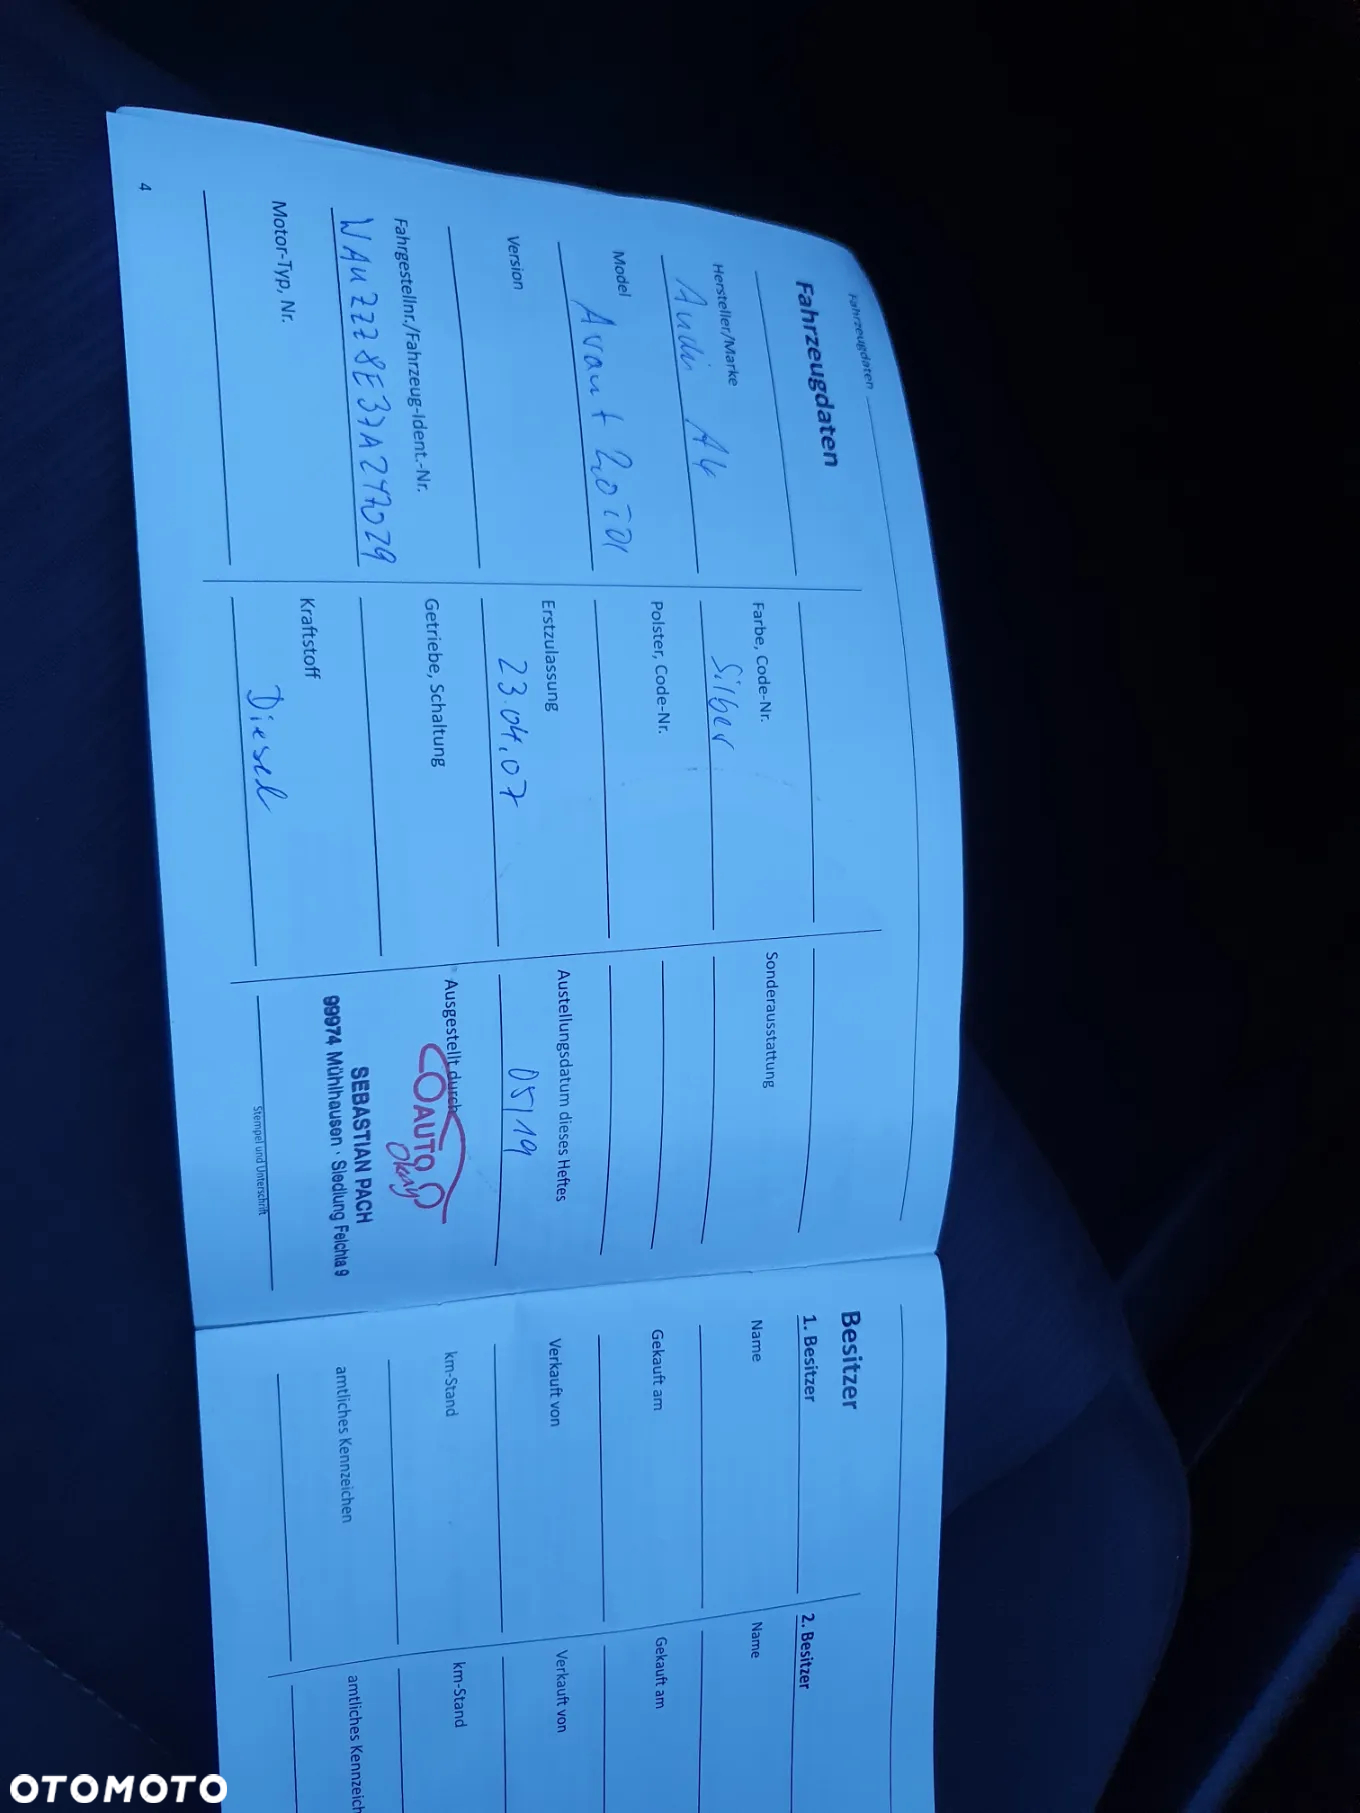 Fahrzeugdaten
Fahrzeugdaten
Hersteller/Marke
Audi A4
Model
Avant 2,0 TDI
Version
Fahrgestellnr./Fahrzeug-Ident.-Nr.
WAUZZZ8E37A247029
Motor-Typ, Nr.
4
Farbe, Code-Nr.
Silber
Polster, Code-Nr.
Erstzulassung
23.04.07
Getriebe, Schaltung
Kraftstoff
Diesel
Sonderausstattung
Austellungsdatum dieses Heftes
05/19
Ausgestellt durch
AUTO
Okay
SEBASTIAN PACH
99974 Mühlhausen · Siedlung Felchta 9
Stempel und Unterschrift
Besitzer
1. Besitzer
Name
Gekauft am
Verkauft von
km-Stand
amtliches Kennzeichen
2. Besitzer
Name
Gekauft am
Verkauft von
km-Stand
amtliches Kennzeich
OTOMOTO